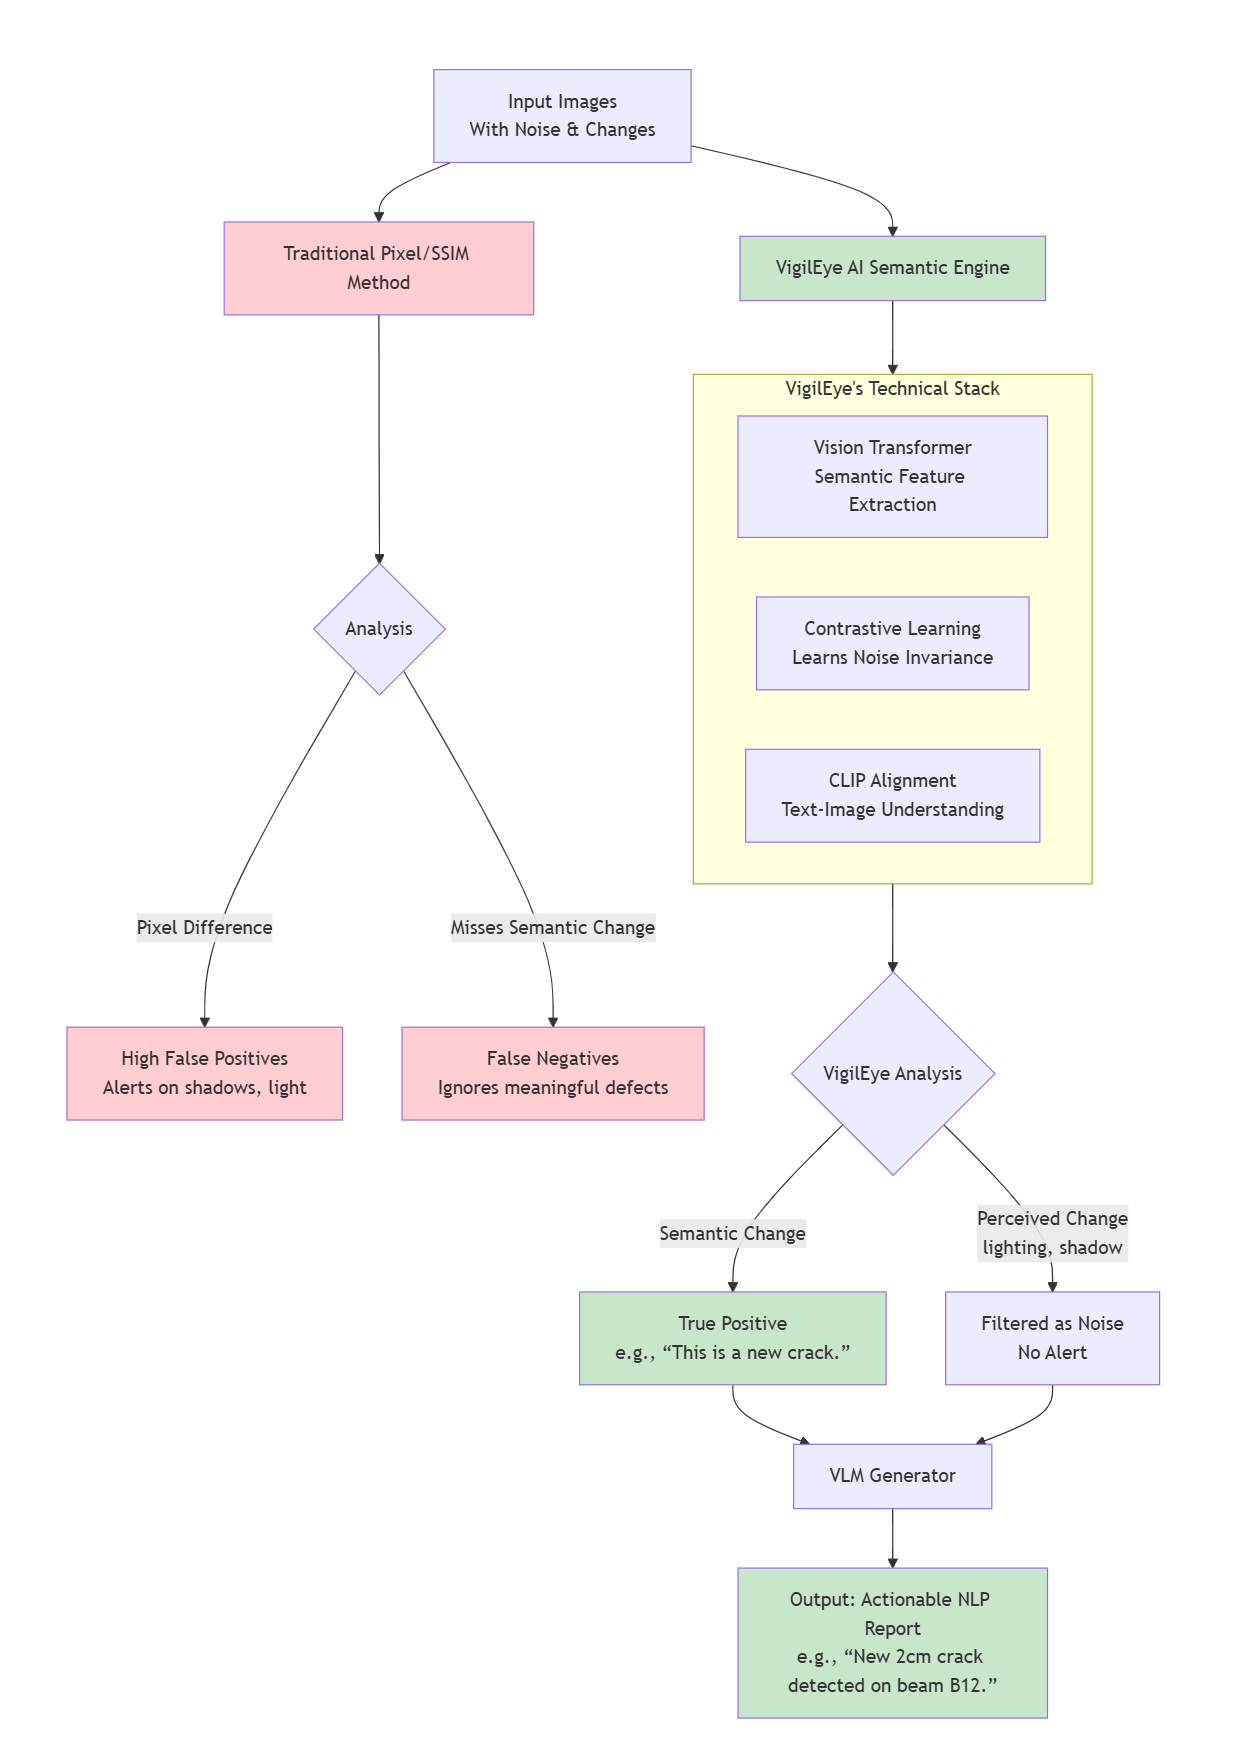 Input Images
With Noise & Changes
Traditional Pixel/SSIM
Method
VigilEye AI Semantic Engine
VigilEye's Technical Stack
Vision Transformer
Semantic Feature
Extraction
Contrastive Learning
Learns Noise Invariance
CLIP Alignment
Text-Image Understanding
Analysis
Pixel Difference
Misses Semantic Change
High False Positives
Alerts on shadows, light
False Negatives
Ignores meaningful defects
VigilEye Analysis
Semantic Change
Perceived Change
lighting, shadow
True Positive
e.g., “This is a new crack.”
Filtered as Noise
No Alert
VLM Generator
Output: Actionable NLP
Report
e.g., “New 2cm crack
detected on beam B12.”